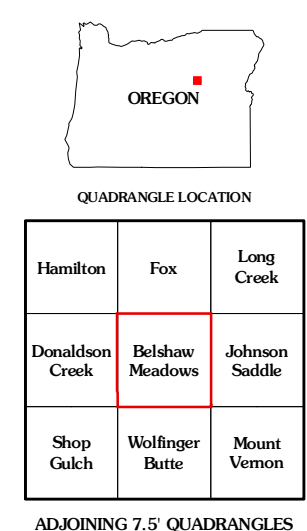 OREGON
QUADRANGLE LOCATION
Hamilton
Fox
Long
Creek
Donaldson
Creek
Belshaw
Meadows
Johnson
Saddle
Shop
Gulch
Wolfinger
Butte
Mount
Vernon
ADJOINING 7.5' QUADRANGLES